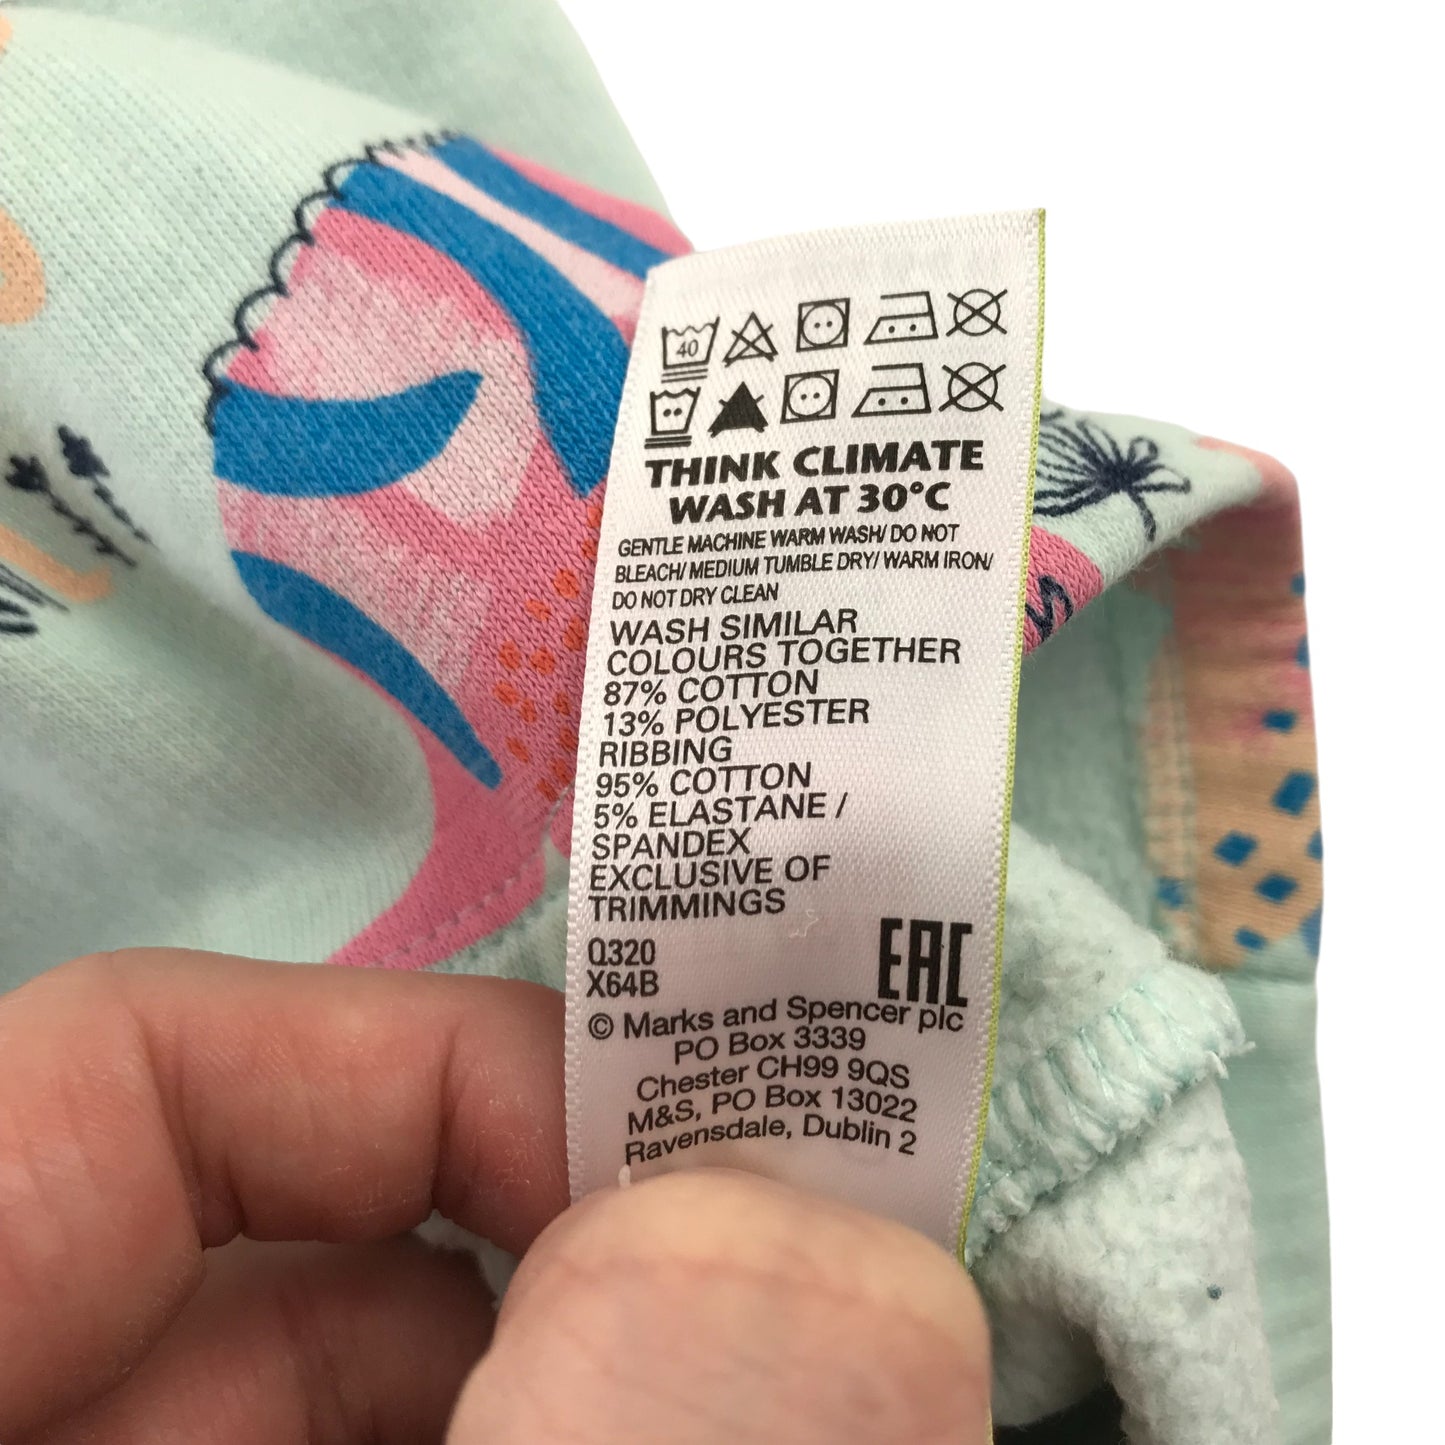 40
THINK CLIMATE
WASH AT 30°C
GENTLE MACHINE WARM WASH/ DO NOT
BLEACH/ MEDIUM TUMBLE DRY/ WARM IRON/
DO NOT DRY CLEAN
WASH SIMILAR
COLOURS TOGETHER
87% COTTON
13% POLYESTER
RIBBING
95% COTTON
5% ELASTANE /
SPANDEX
EXCLUSIVE OF
TRIMMINGS
Q320
X64B
EAC
© Marks and Spencer plc
PO Box 3339
Chester CH99 9QS
M&S, PO Box 13022
Ravensdale, Dublin 2